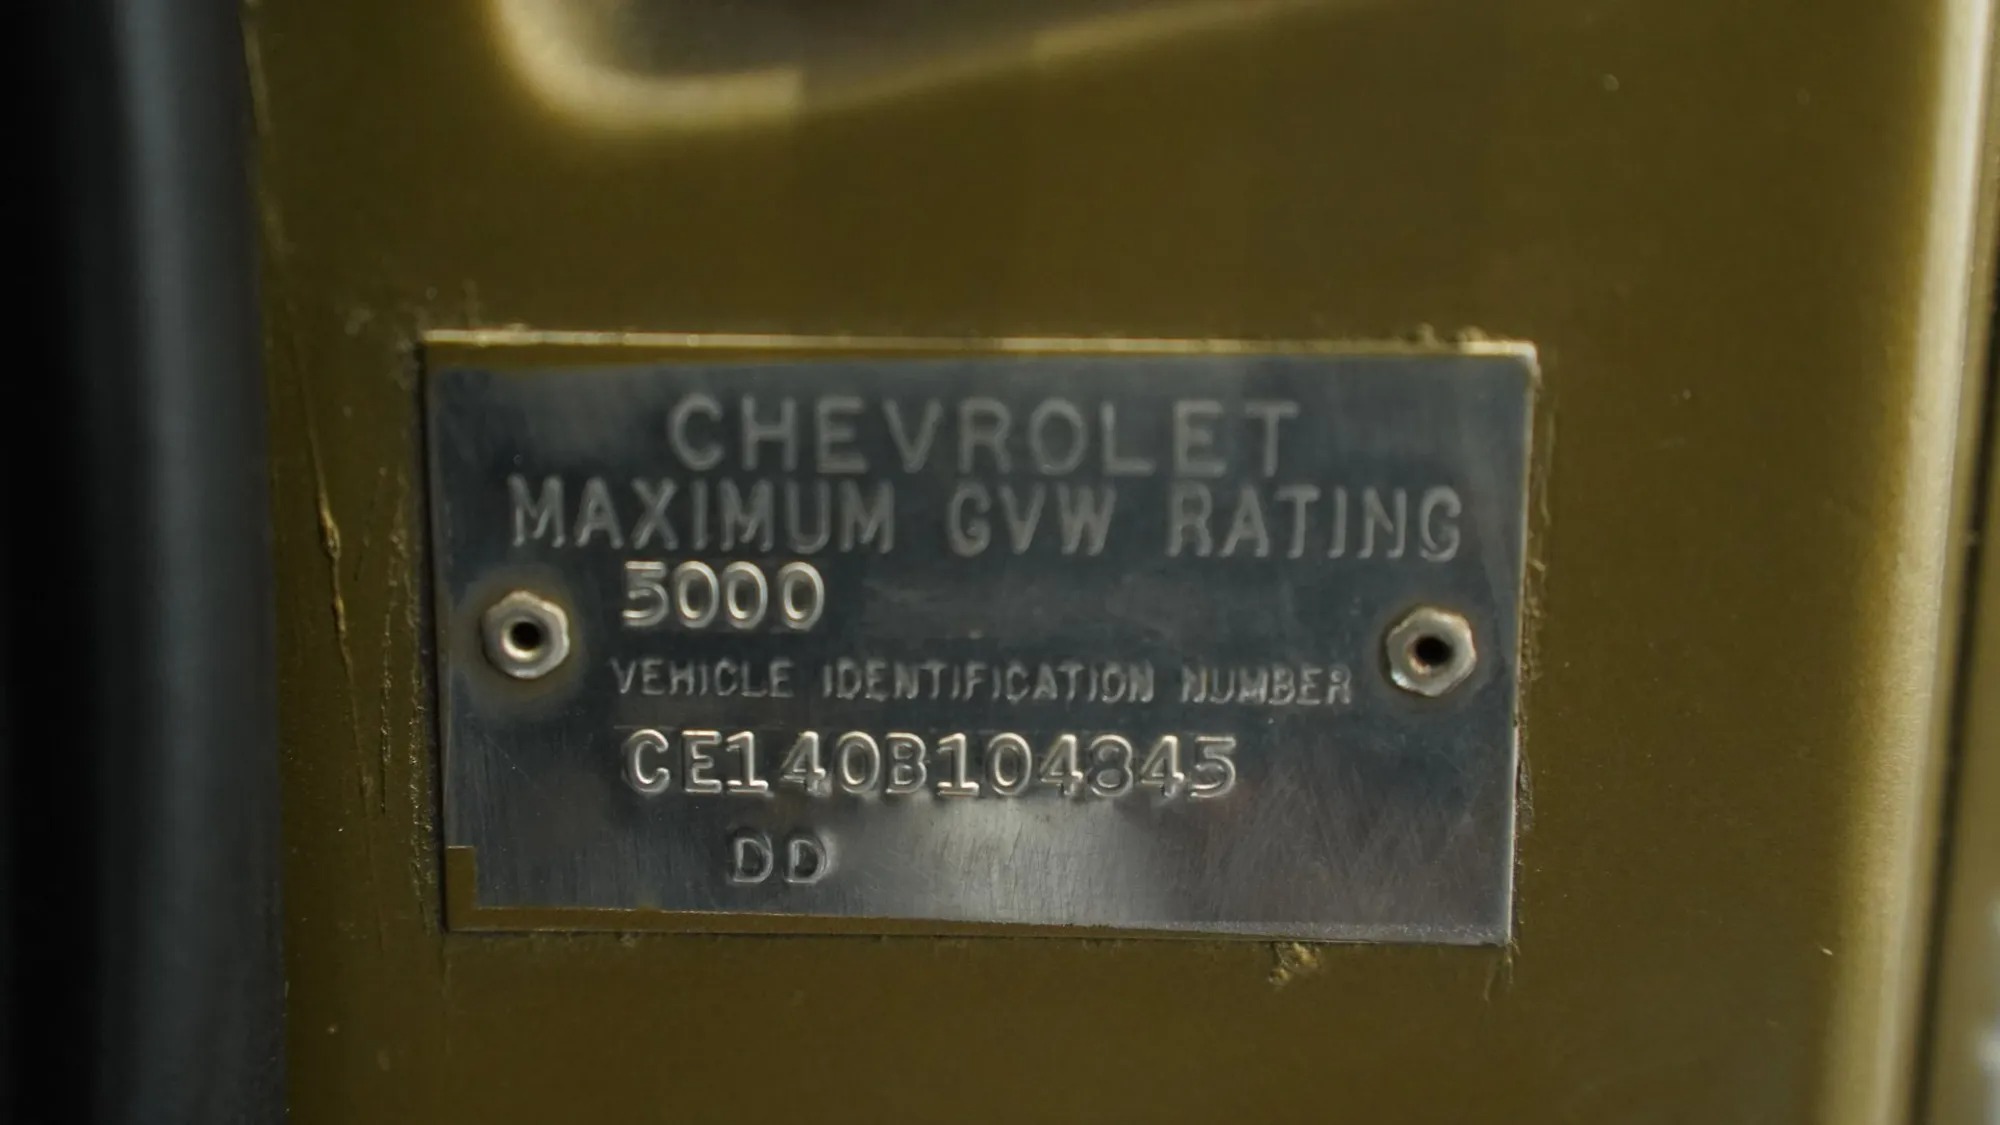 CHEVROLET
MAXIMUM GVW RATING
5000
VEHICLE IDENTIFICATION NUMBER
CE140B104845
DD